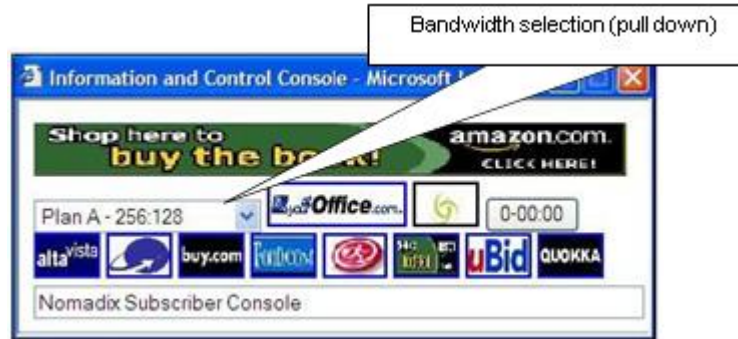 Bandwidth selection (pull down)
Information and Control Console - Microsoft
Shop here to
buy the book!
amazon.com.
CLICK HERE!
Plan A - 256:128
Office.com.
0-00:00
altavista
buy.com
uBid
QUOKKA
Nomadix Subscriber Console